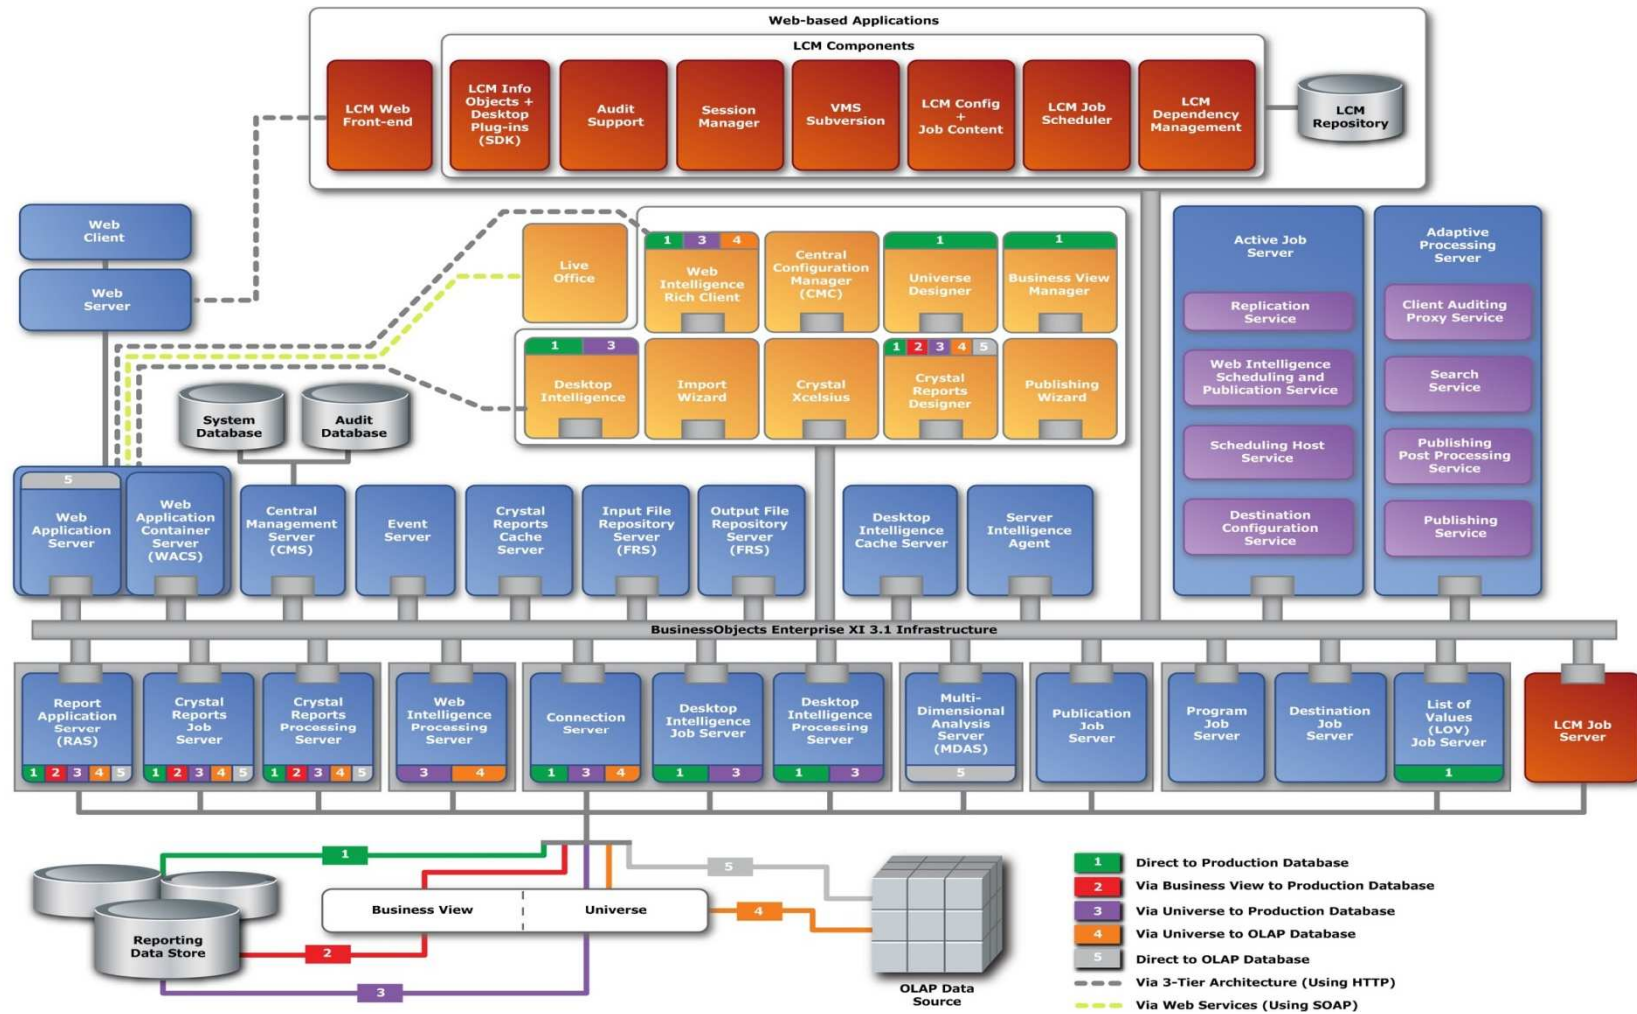 Web-based Applications
LCM Components
LCM Web
Front-end
LCM Info
Objects +
Desktop
Plug-ins
(SDK)
Audit
Support
Session
Manager
VMS
Subversion
LCM Config
+
Job Content
LCM Job
Scheduler
LCM
Dependency
Management
LCM
Repository
Web
Client
Web
Server
Live
Office
1 3 4
Web
Intelligence
Rich Client
Central
Configuration
Manager
(CMC)
1
Universe
Designer
1
Business View
Manager
1 3
Desktop
Intelligence
Import
Wizard
Crystal
Xcelsius
1 2 3 4 5
Crystal
Reports
Designer
Publishing
Wizard
Active Job
Server
Replication
Service
Web Intelligence
Scheduling and
Publication Service
Scheduling Host
Service
Destination
Configuration
Service
Adaptive
Processing
Server
Client Auditing
Proxy Service
Search
Service
Publishing
Post Processing
Service
Publishing
Service
System
Database
Audit
Database
5
Web
Application
Server
Web
Application
Container
Server
(WACS)
Central
Management
Server
(CMS)
Event
Server
Crystal
Reports
Cache
Server
Input File
Repository
Server
(FRS)
Output File
Repository
Server
(FRS)
Desktop
Intelligence
Cache Server
Server
Intelligence
Agent
BusinessObjects Enterprise XI 3.1 Infrastructure
Report
Application
Server
(RAS)
1 2 3 4 5
Crystal
Reports
Job
Server
1 2 3 4 5
Crystal
Reports
Processing
Server
1 2 3 4 5
Web
Intelligence
Processing
Server
3 4
Connection
Server
1 3 4
Desktop
Intelligence
Job Server
1 3
Desktop
Intelligence
Processing
Server
1 3
Multi-
Dimensional
Analysis
Server
(MDAS)
5
Publication
Job
Server
Program
Job
Server
Destination
Job
Server
List of
Values
(LOV)
Job Server
1
LCM Job
Server
1
5
Business View
Universe
4
Reporting
Data Store
2
3
OLAP Data
Source
1 Direct to Production Database
2 Via Business View to Production Database
3 Via Universe to Production Database
4 Via Universe to OLAP Database
5 Direct to OLAP Database
Via 3-Tier Architecture (Using HTTP)
Via Web Services (Using SOAP)